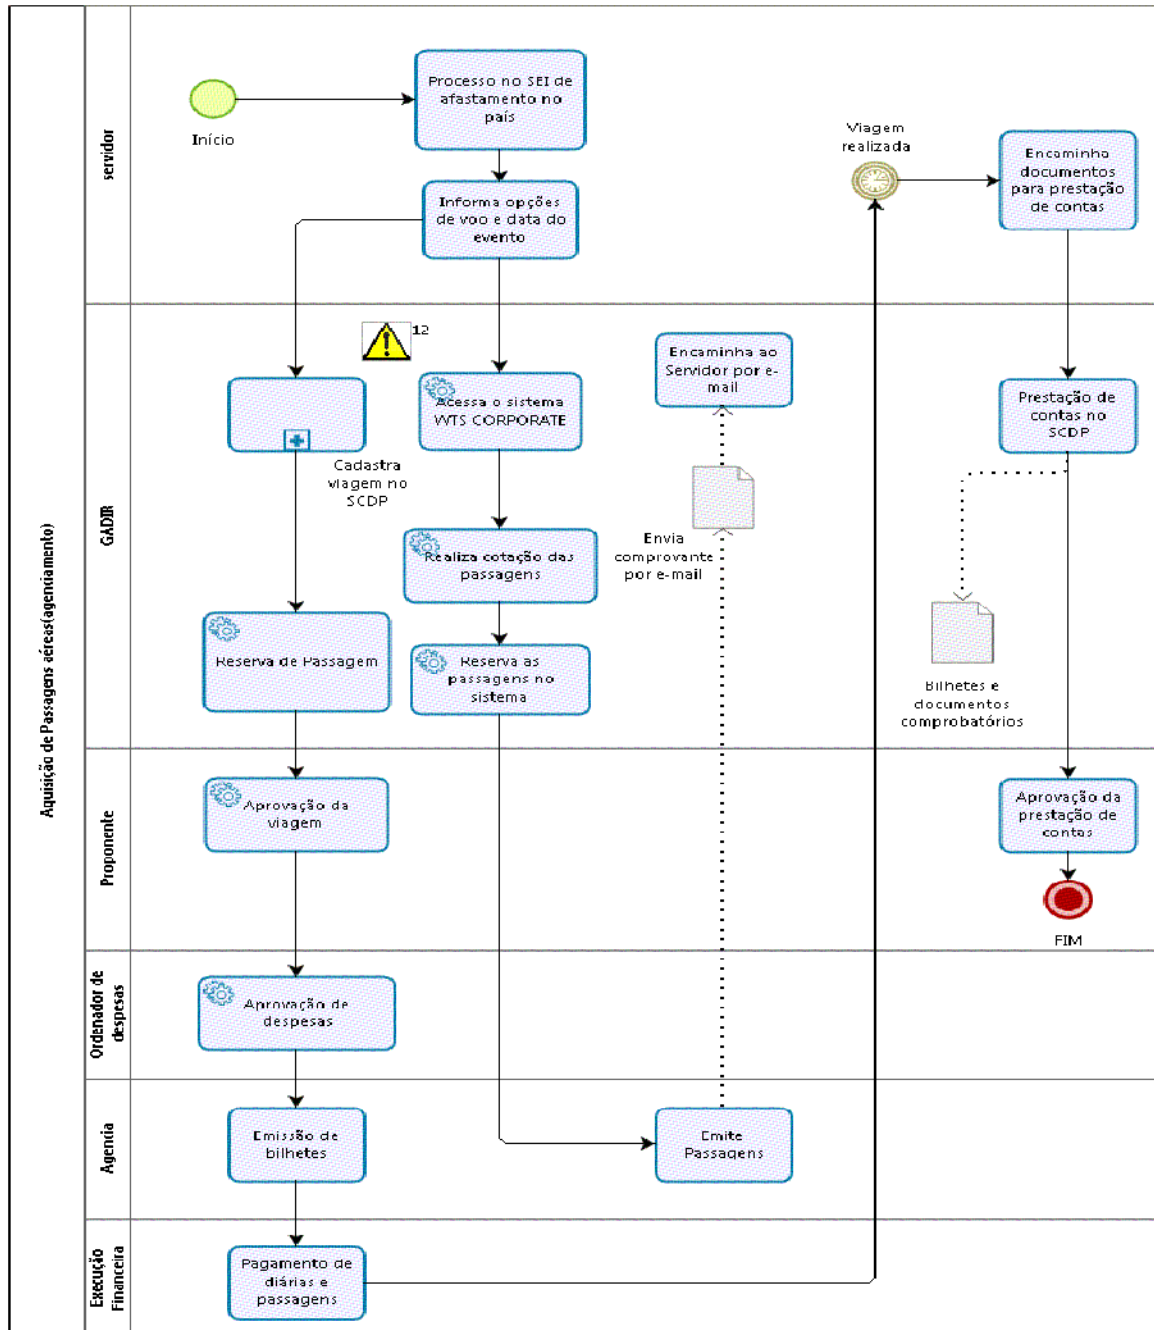 Aquisição de Passagens aéreas(agenciamento)
servidor
Início
Processo no SEI de
afastamento no
país
Informa opções
de voo e data do
evento
Viagem
realizada
Encaminha
documentos
para prestação
de contas
GADIR
12
Cadastra
viagem no
SCDP
Acessa o sistema
WTS CORPORATE
Encaminha ao
Servidor por e-
mail
Prestação de
contas no
SCDP
Realiza cotação das
passagens
Envia
comprovante
por e-mail
Reserva de Passagem
Reserva as
passagens no
sistema
Bilhetes e
documentos
comprobatórios
Proponente
Aprovação da
viagem
Aprovação da
prestação de
contas
FIM
Ordenador de
despesas
Aprovação de
despesas
Agencia
Emissão de
bilhetes
Emite
Passagens
Execução
Financeira
Pagamento de
diárias e
passagens